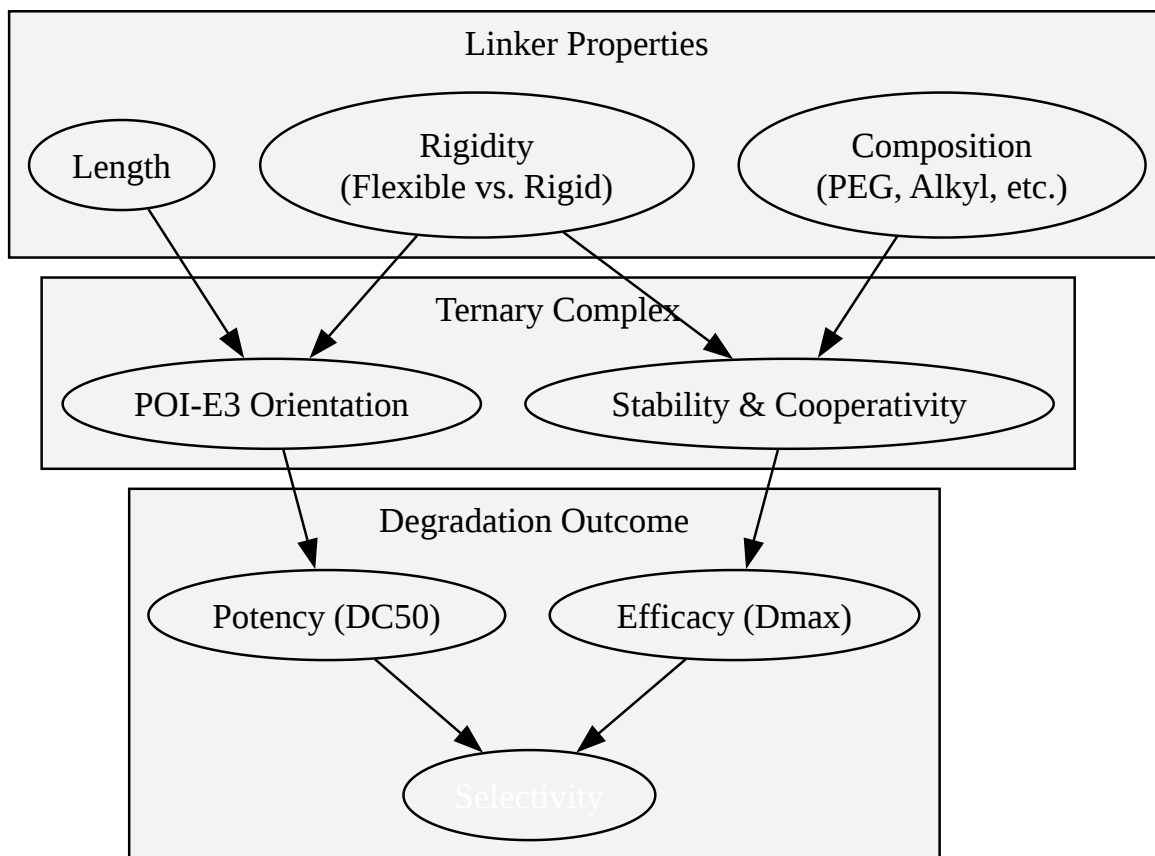 Linker Properties
Length
Rigidity
(Flexible vs. Rigid)
Composition
(PEG, Alkyl, etc.)
Ternary Complex
POI-E3 Orientation
Stability & Cooperativity
Degradation Outcome
Potency (DC50)
Efficacy (Dmax)
Selectivity